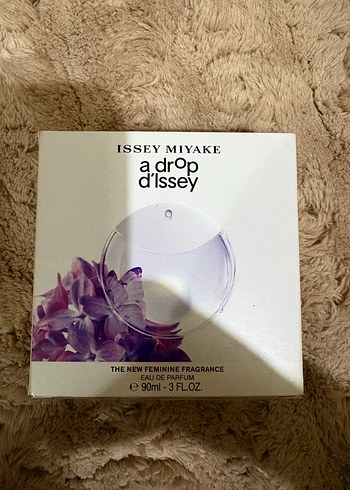 ISSEY MIYAKE
a drop
d'Issey
THE NEW FEMININE FRAGRANCE
EAU DE PARFUM
℮ 90ml - 3 FL.OZ.